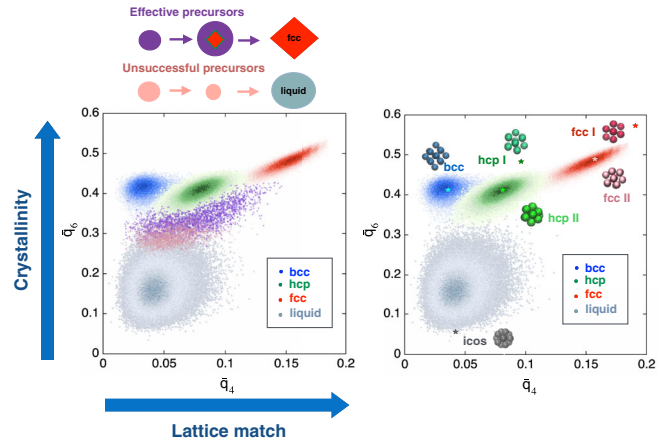 Effective precursors
fcc
Unsuccessful precursors
liquid
Crystallinity
0.6
0.5
0.4
0.3
0.2
0.1
0
q̄6
bcc
hcp
fcc
liquid
0
0.05
0.1
0.15
0.2
q̄4
Lattice match
0.6
0.5
0.4
0.3
0.2
0.1
0
q̄6
bcc
hcp I
fcc I
fcc II
hcp II
bcc
hcp
fcc
liquid
icos
0
0.05
0.1
0.15
0.2
q̄4